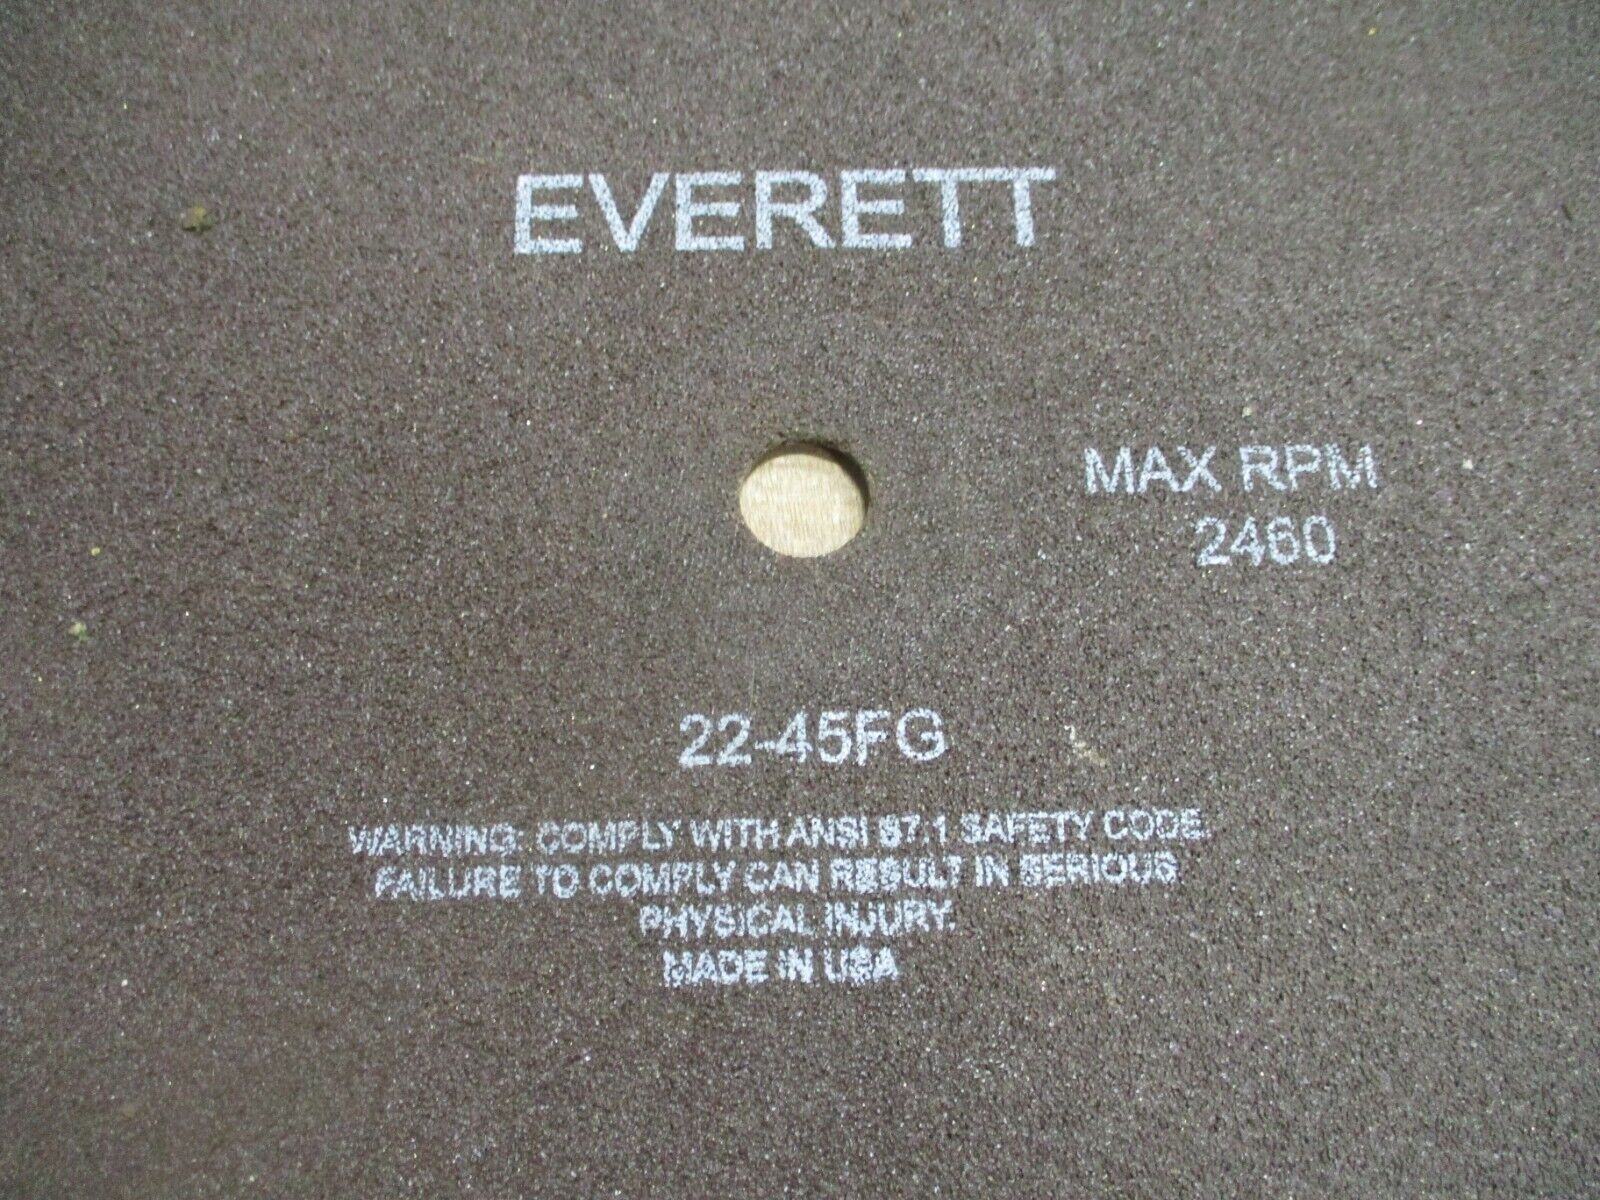 EVERETT
MAX RPM
2460
22-45FG
WARNING: COMPLY WITH ANSI B7.1 SAFETY CODE.
FAILURE TO COMPLY CAN RESULT IN SERIOUS
PHYSICAL INJURY.
MADE IN USA